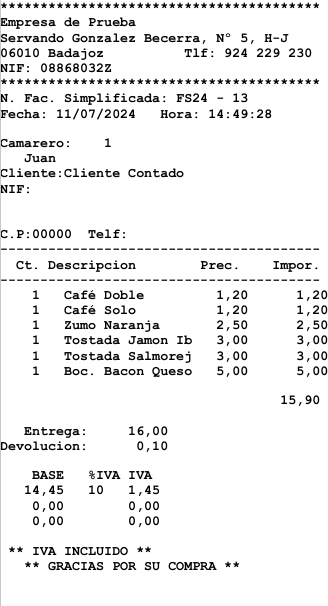 ****************************************
Empresa de Prueba
Servando Gonzalez Becerra, Nº 5, H-J
06010 Badajoz          Tlf: 924 229 230
NIF: 08868032Z
****************************************
N. Fac. Simplificada: FS24 - 13
Fecha: 11/07/2024   Hora: 14:49:28
Camarero:    1
Juan
Cliente:Cliente Contado
NIF:
C.P:00000  Telf:
----------------------------------------
Ct. Descripcion        Prec.    Impor.
----------------------------------------
1   Café Doble         1,20      1,20
1   Café Solo          1,20      1,20
1   Zumo Naranja       2,50      2,50
1   Tostada Jamon Ib   3,00      3,00
1   Tostada Salmorej   3,00      3,00
1   Boc. Bacon Queso   5,00      5,00
15,90
Entrega:     16,00
Devolucion:      0,10
BASE   %IVA IVA
14,45   10   1,45
0,00        0,00
0,00        0,00
** IVA INCLUIDO **
** GRACIAS POR SU COMPRA **